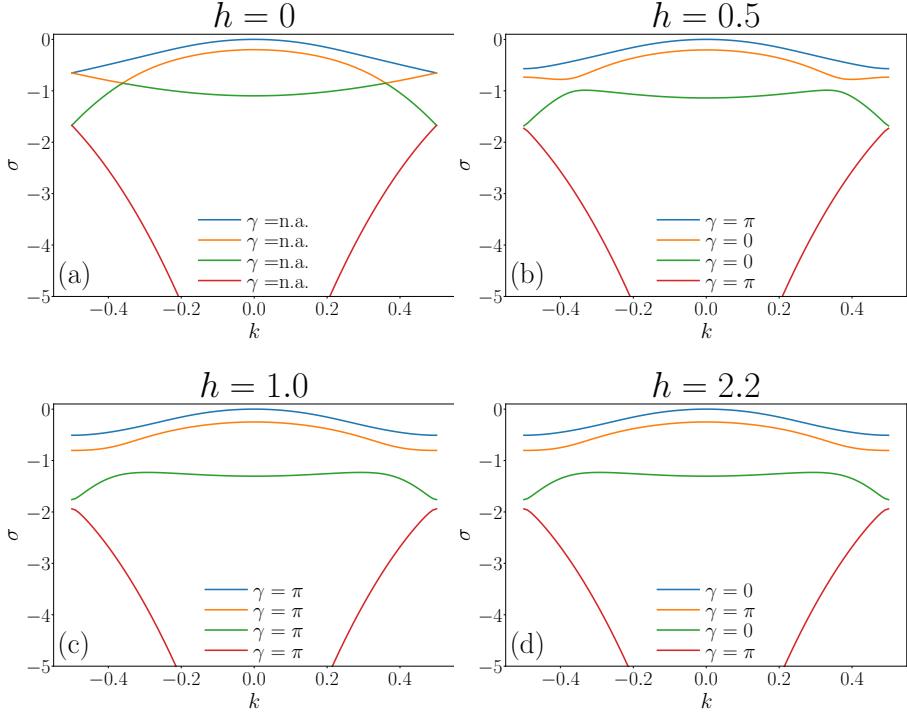 h = 0
h = 0.5
0
−1
−2
−3
−4
−5
σ
γ =n.a.
γ =n.a.
γ =n.a.
γ =n.a.
(a)
−0.4
−0.2
0.0
0.2
0.4
k
0
−1
−2
−3
−4
−5
σ
γ = π
γ = 0
γ = 0
γ = π
(b)
−0.4
−0.2
0.0
0.2
0.4
k
h = 1.0
h = 2.2
0
−1
−2
−3
−4
−5
σ
γ = π
γ = π
γ = π
γ = π
(c)
−0.4
−0.2
0.0
0.2
0.4
k
0
−1
−2
−3
−4
−5
σ
γ = 0
γ = π
γ = 0
γ = π
(d)
−0.4
−0.2
0.0
0.2
0.4
k